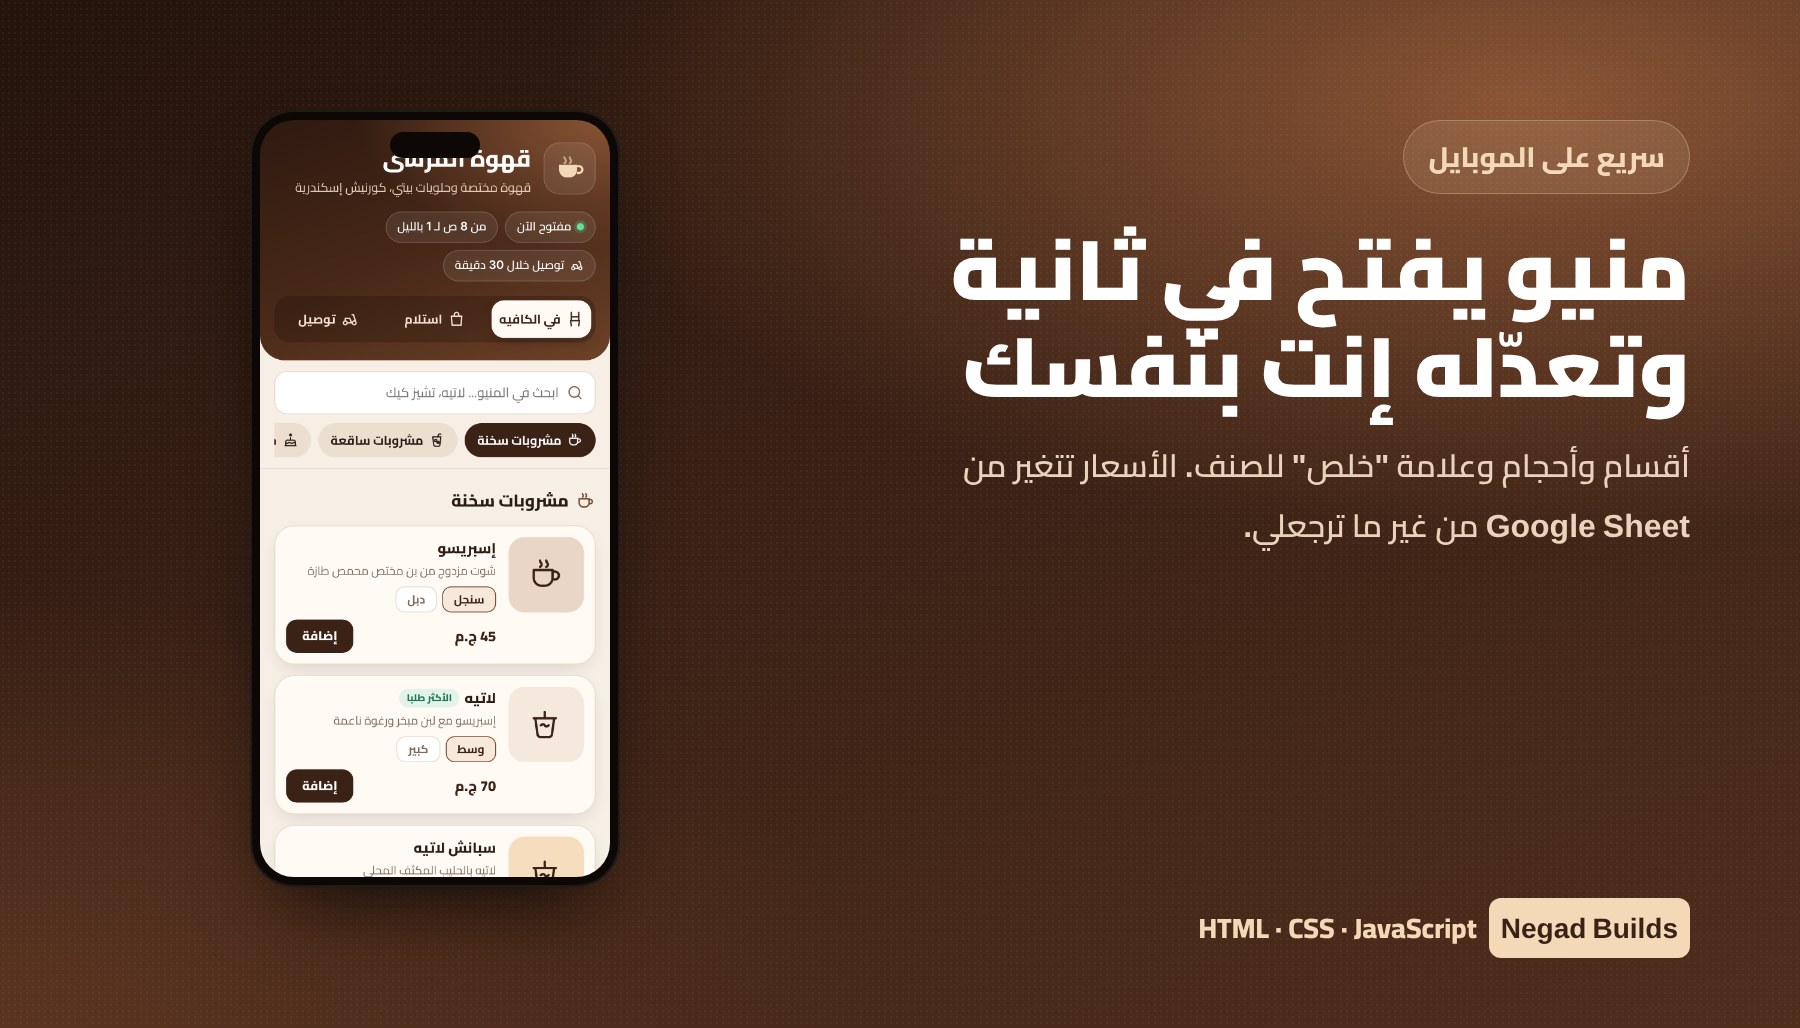 سريع على الموبايل
منيو يفتح في ثانية
وتعدّله إنت بنفسك
أقسام وأحجام وعلامة "خلص" للصنف. الأسعار تتغير من
Google Sheet من غير ما ترجعلي.
Negad Builds
HTML · CSS · JavaScript
قهوة
قهوة مختصة وحلويات بيتي، كورنيش إسكندرية
مفتوح الآن
من 8 ص لـ 1 بالليل
توصيل خلال 30 دقيقة
في الكافيه
استلام
توصيل
ابحث في المنيو... لاتيه، تشيز كيك
مشروبات سخنة
مشروبات ساقعة
مشروبات سخنة
إسبريسو
شوت مزدوج من بن مختص محمص طازة
سنجل
دبل
45 ج.م
إضافة
لاتيه
الأكثر طلبا
إسبريسو مع لبن مبخر ورغوة ناعمة
وسط
كبير
70 ج.م
إضافة
سبانش لاتيه
لاتيه بالحليب المكثف المحلى